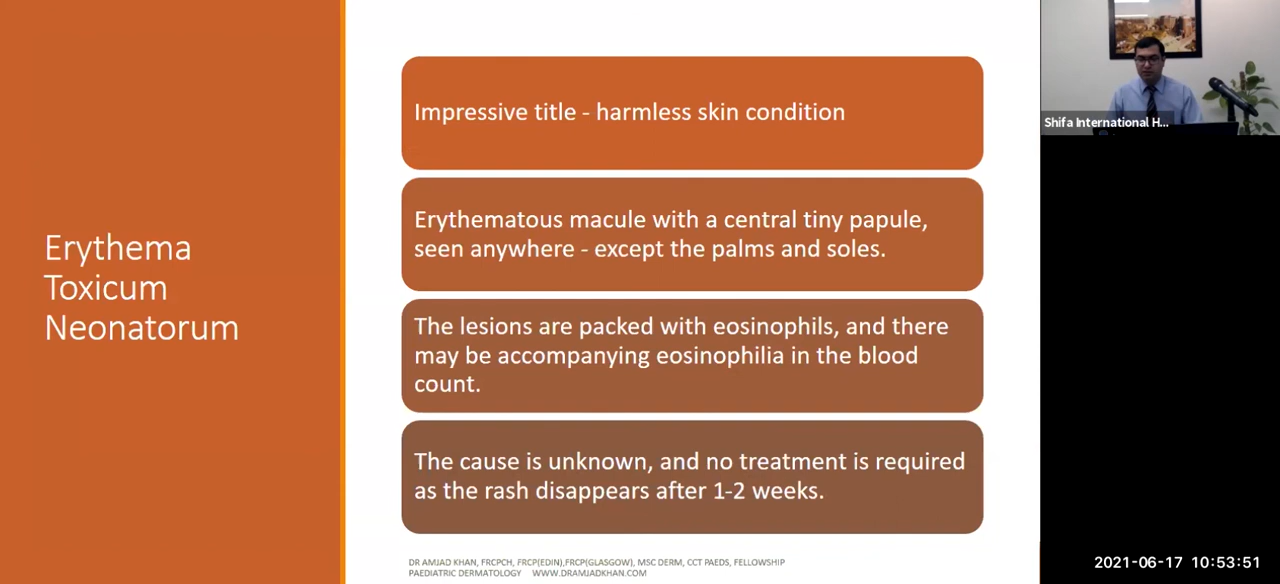 Erythema
Toxicum
Neonatorum
Impressive title - harmless skin condition
Erythematous macule with a central tiny papule,
seen anywhere - except the palms and soles.
The lesions are packed with eosinophils, and there
may be accompanying eosinophilia in the blood
count.
The cause is unknown, and no treatment is required
as the rash disappears after 1-2 weeks.
DR AMJAD KHAN, FRCPCH, FRCP(EDIN),FRCP(GLASGOW), MSC DERM, CCT PAEDS, FELLOWSHIP
PAEDIATRIC DERMATOLOGY WWW.DRAMJADKHAN.COM
Shifa International H...
2021-06-17 10:53:51